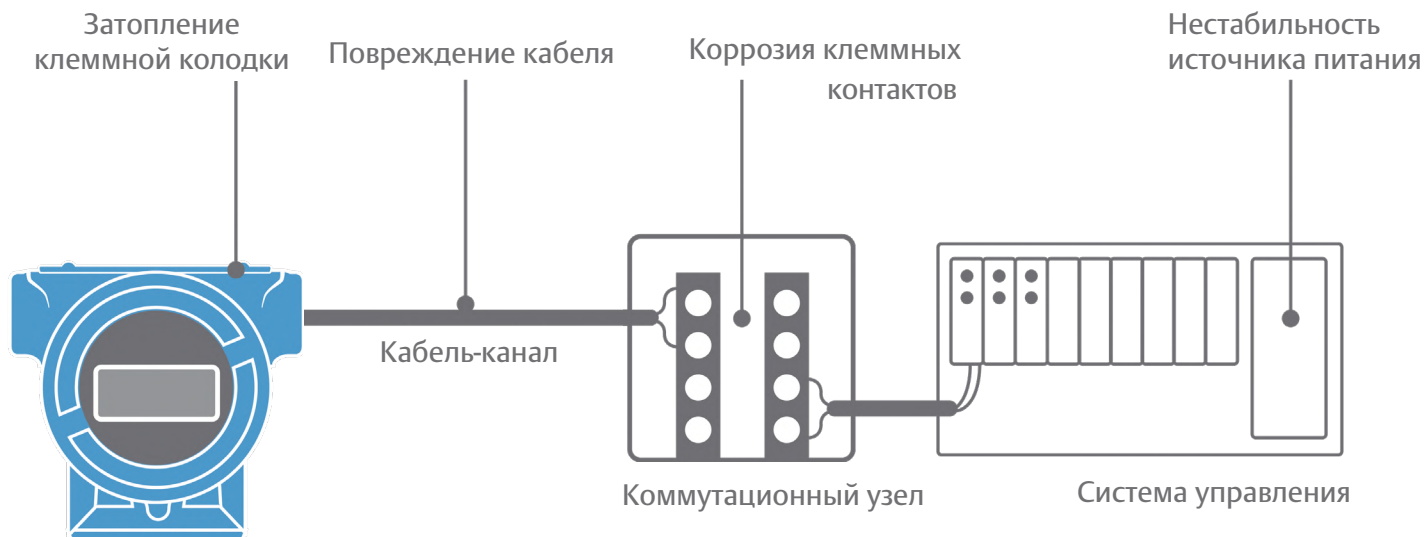 Затопление
клеммной колодки
Повреждение кабеля
Коррозия клеммных
контактов
Нестабильность
источника питания
Кабель-канал
Коммутационный узел
Система управления